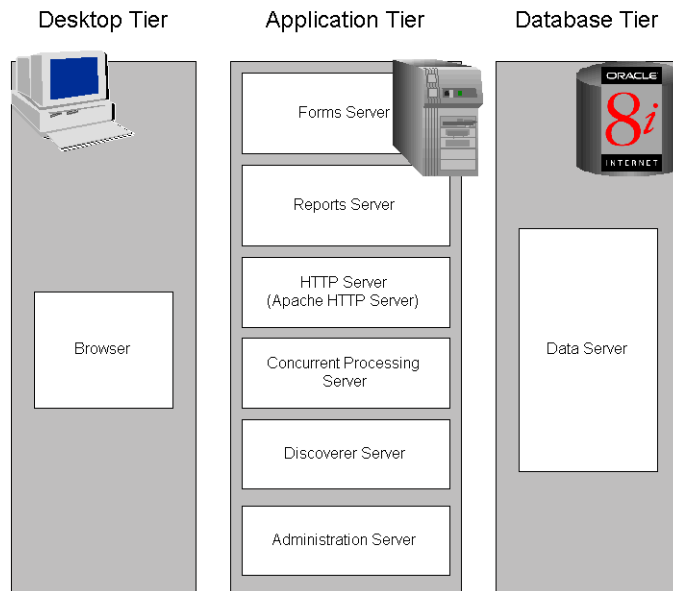 Desktop Tier
Application Tier
Database Tier
ORACLE
8i
INTERNET
Forms Server
Reports Server
HTTP Server
(Apache HTTP Server)
Browser
Concurrent Processing
Server
Data Server
Discoverer Server
Administration Server